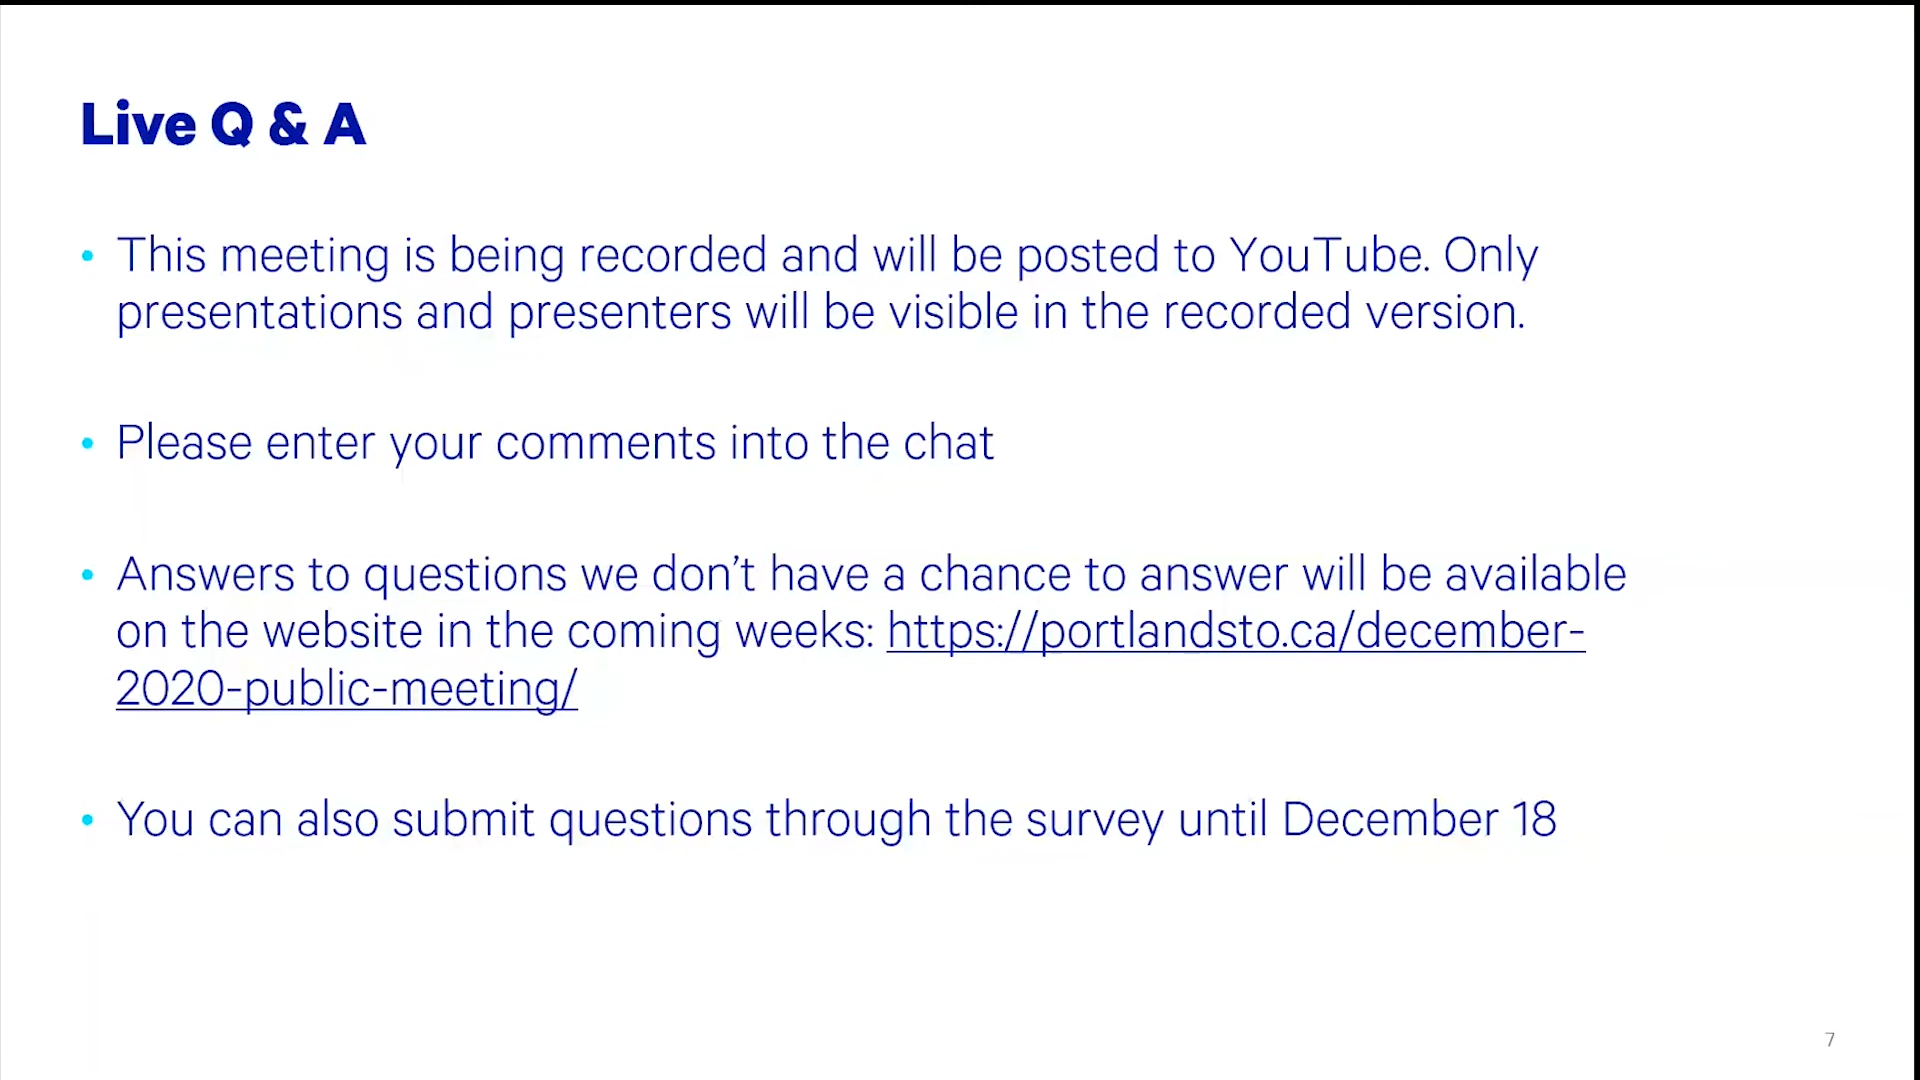 Live Q & A
• This meeting is being recorded and will be posted to YouTube. Only
presentations and presenters will be visible in the recorded version.
• Please enter your comments into the chat
• Answers to questions we don’t have a chance to answer will be available
on the website in the coming weeks: https://portlandsto.ca/december-
2020-public-meeting/
• You can also submit questions through the survey until December 18
7